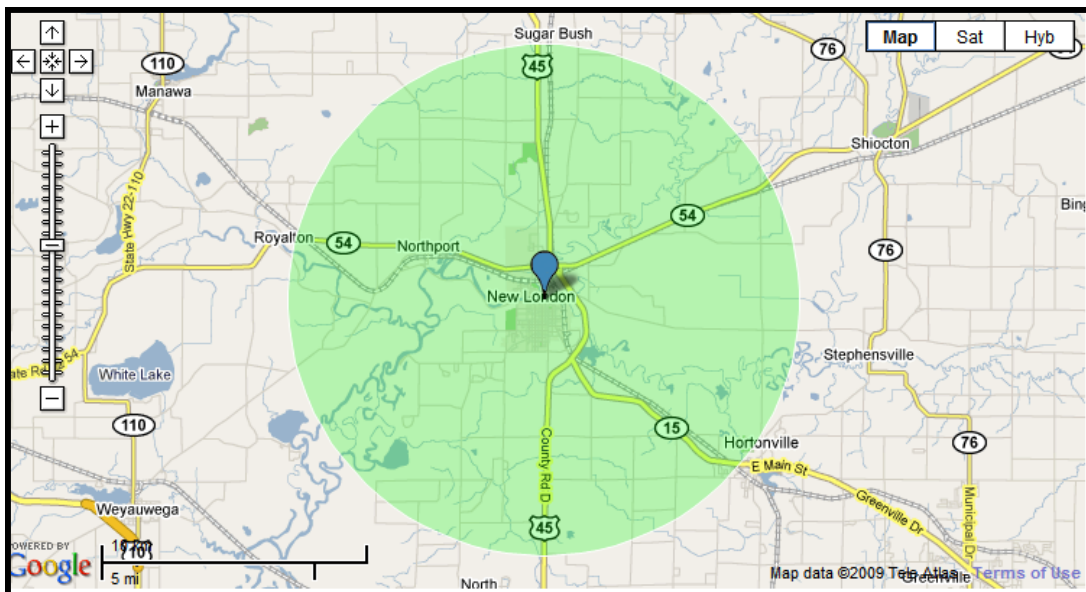 Sugar Bush
Map
Sat
Hyb
45
76
110
Manawa
Shiocton
State Hwy 22-110
54
Royalton
54
Northport
76
New London
Stephensville
White Lake
110
15
Hortonville
76
E Main St
County Rd D
Greenville Dr
Municipal Dr
Weyauwega
45
POWERED BY
Google
5 mi
North
Map data ©2009 Tele Atlas
Terms of Use
Greenville